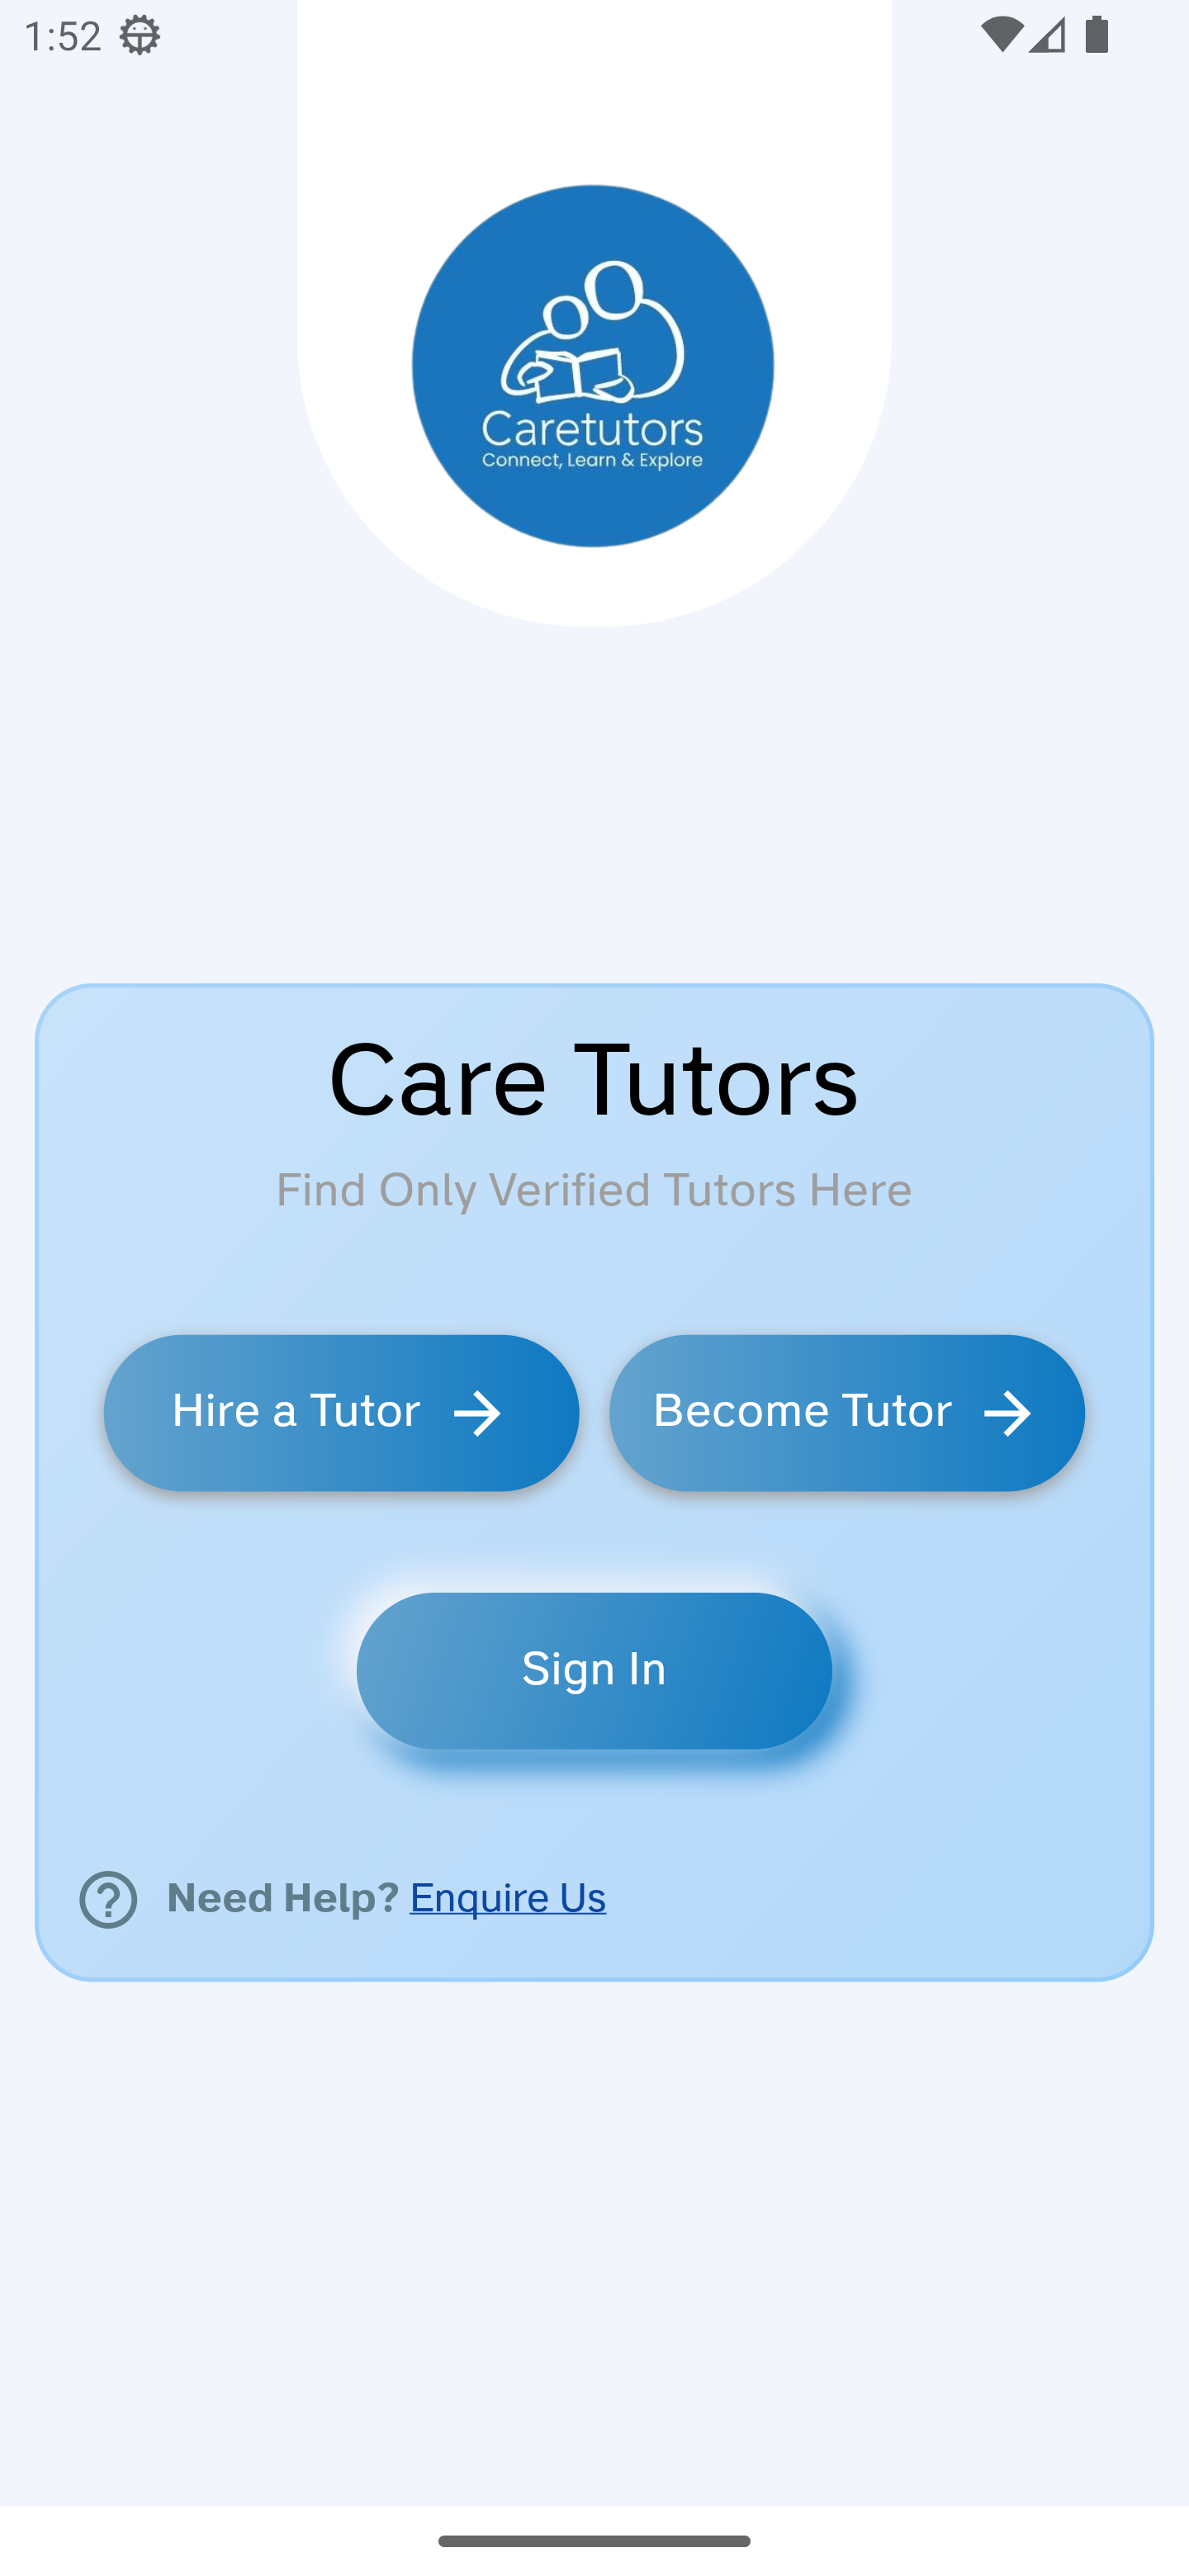 1:52
Caretutors
Connect, Learn & Explore
Care Tutors
Find Only Verified Tutors Here
Hire a Tutor
Become Tutor
Sign In
Need Help? Enquire Us